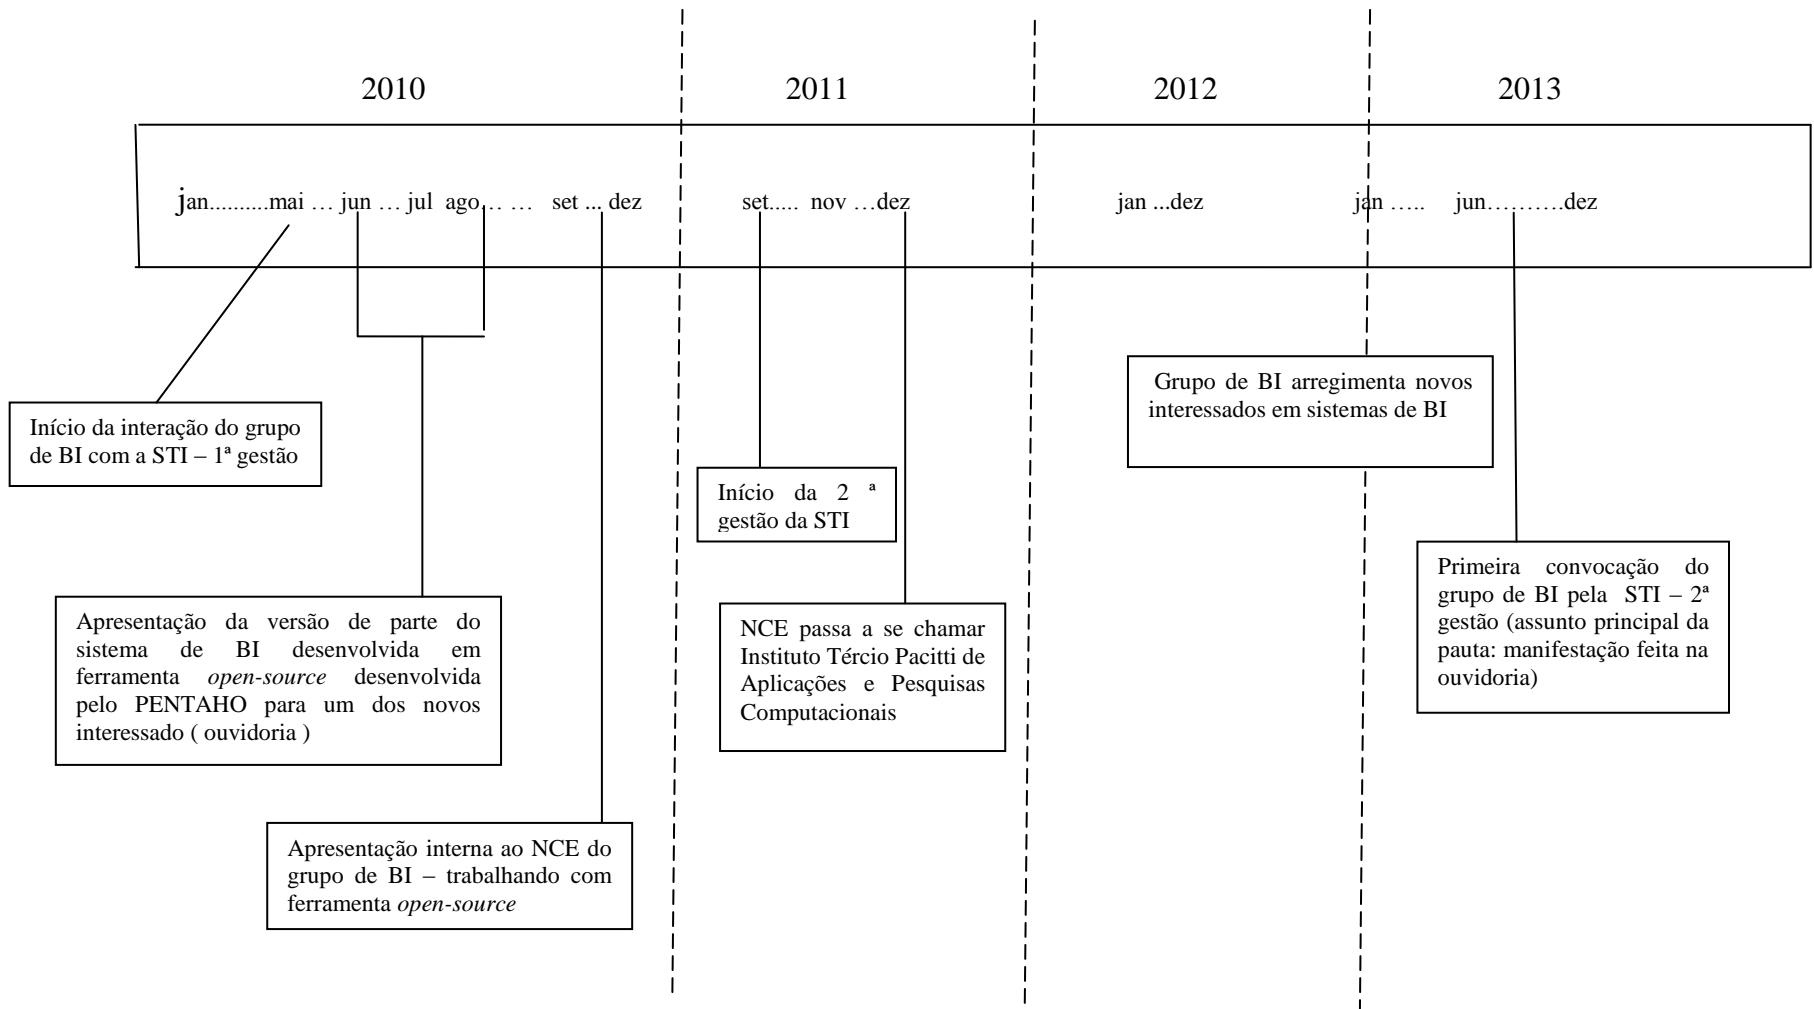 2010
2011
2012
2013
jan..........mai … jun … jul ago… … set ... dez
set..... nov …dez
jan ...dez
jan ….. jun……….dez
Início da interação do grupo
de BI com a STI – 1ª gestão
Apresentação da versão de parte do
sistema de BI desenvolvida em
ferramenta open-source desenvolvida
pelo PENTAHO para um dos novos
interessado ( ouvidoria )
Apresentação interna ao NCE do
grupo de BI – trabalhando com
ferramenta open-source
Início da 2 ª
gestão da STI
NCE passa a se chamar
Instituto Tércio Pacitti de
Aplicações e Pesquisas
Computacionais
Grupo de BI arregimenta novos
interessados em sistemas de BI
Primeira convocação do
grupo de BI pela STI – 2ª
gestão (assunto principal da
pauta: manifestação feita na
ouvidoria)